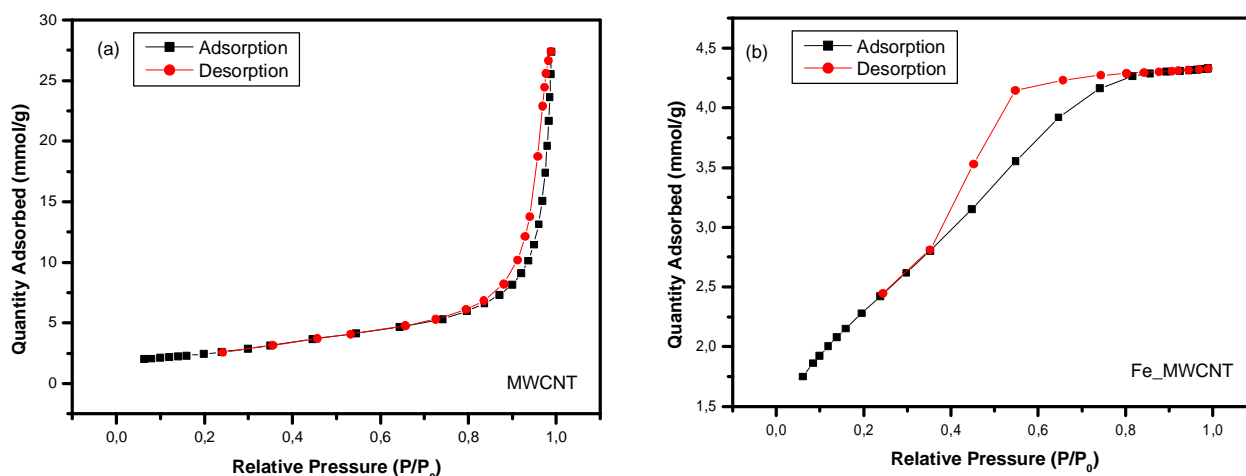 (a)
Adsorption
Desorption
30
25
20
15
10
5
0
Quantity Adsorbed (mmol/g)
MWCNT
0,0 0,2 0,4 0,6 0,8 1,0
Relative Pressure (P/P0)
(b)
Adsorption
Desorption
4,5
4,0
3,5
3,0
2,5
2,0
1,5
Quantity Adsorbed (mmol/g)
Fe_MWCNT
0,0 0,2 0,4 0,6 0,8 1,0
Relative Pressure (P/P0)